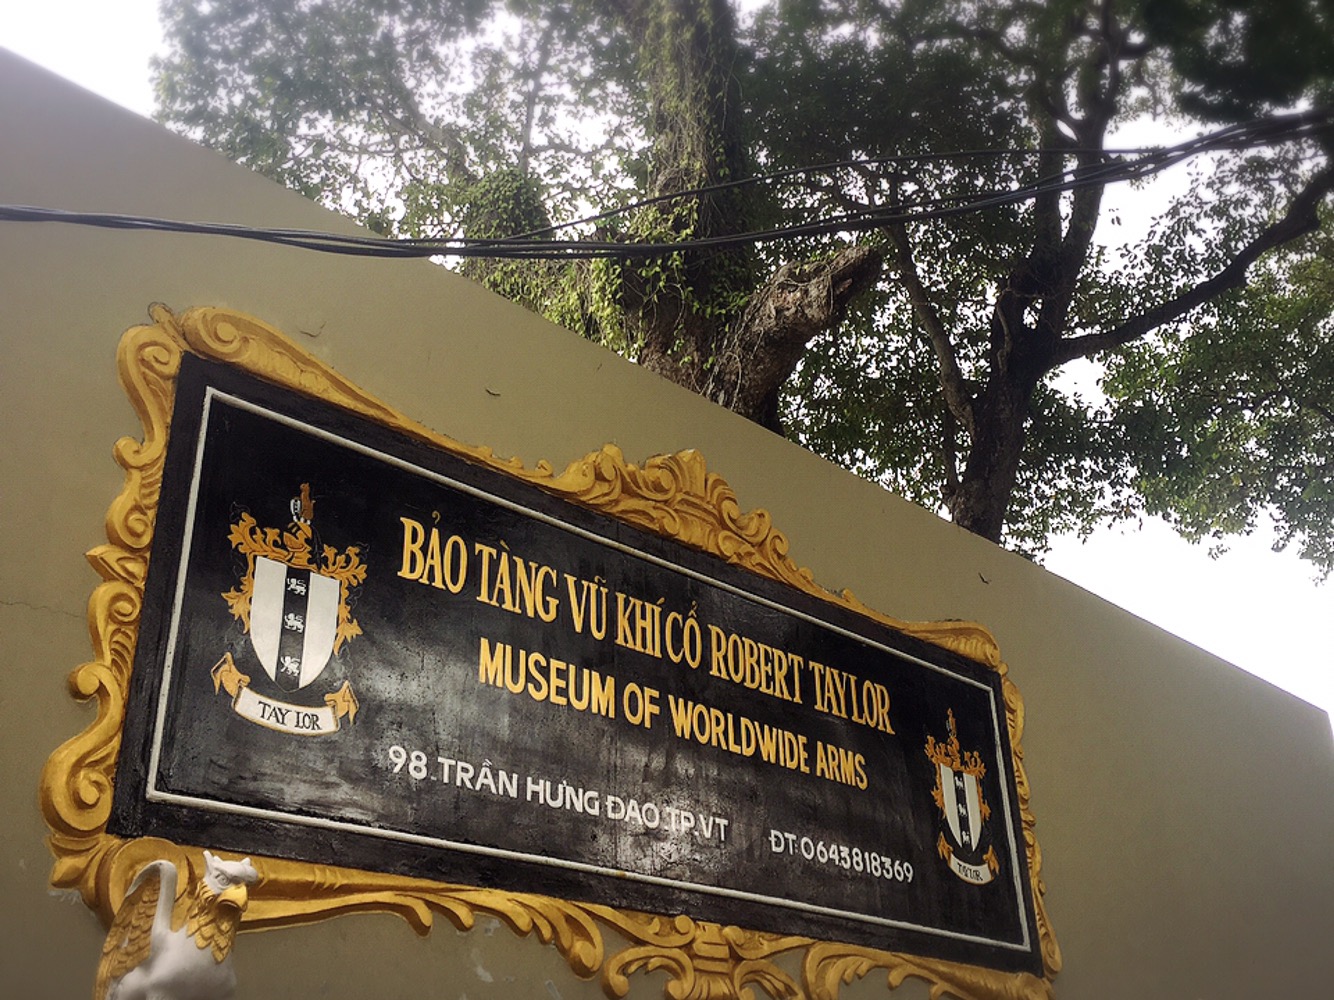 BẢO TÀNG VŨ KHÍ CỔ ROBERT TAYLOR
MUSEUM OF WORLDWIDE ARMS
98.TRẦN HƯNG ĐẠO.TP.VT ĐT:0643818369
TAYLOR
TAYLOR